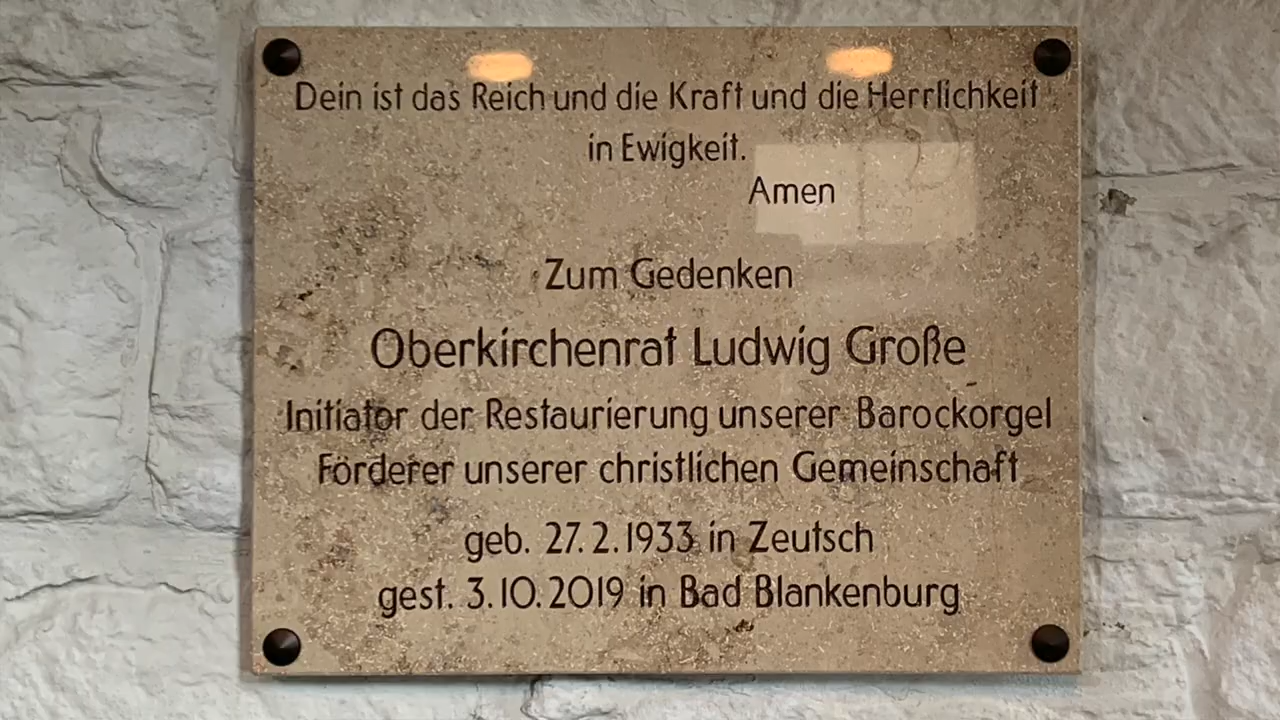 Dein ist das Reich und die Kraft und die Herrlichkeit
in Ewigkeit.
Amen
Zum Gedenken
Oberkirchenrat Ludwig Große
Initiator der Restaurierung unserer Barockorgel
Förderer unserer christlichen Gemeinschaft
geb. 27.2.1933 in Zeutsch
gest. 3.10.2019 in Bad Blankenburg